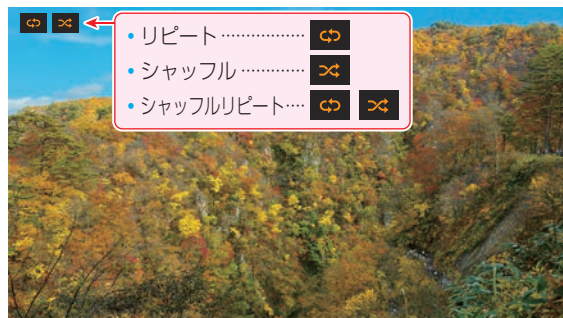 • リピート ………………
• シャッフル ……………
• シャッフルリピート‥‥